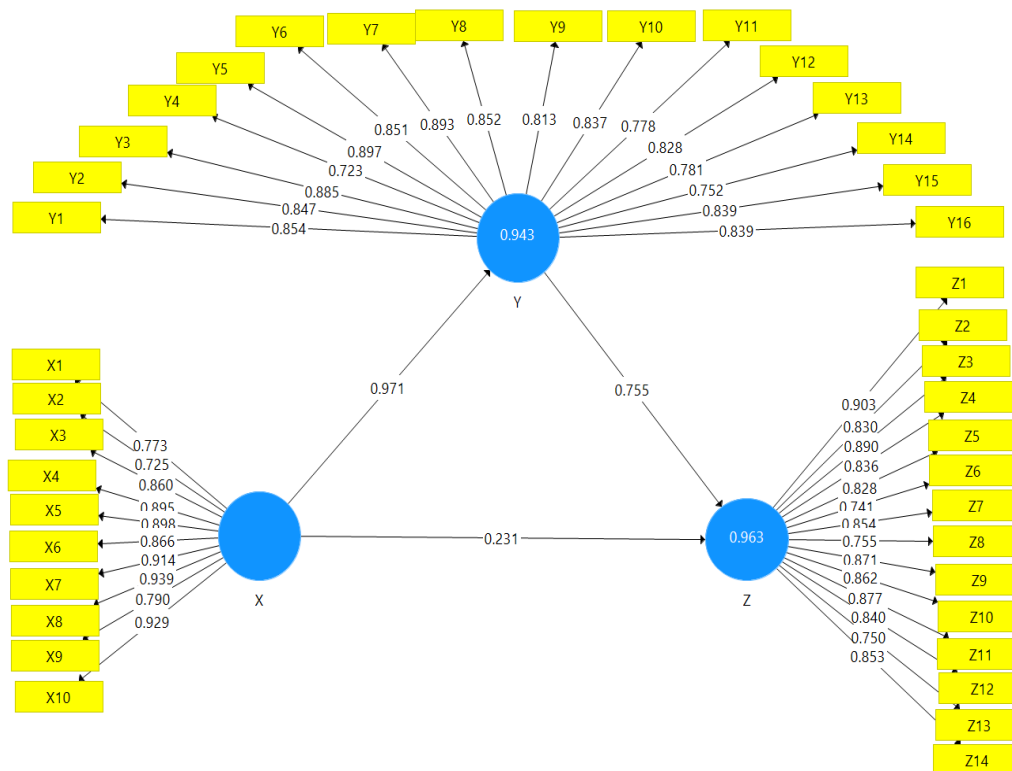 Y6
Y7
Y8
Y9
Y10
Y11
Y5
Y12
Y4
Y13
Y3
Y14
Y2
Y15
Y1
Y16
0.854
0.847
0.885
0.723
0.897
0.851
0.893
0.852
0.813
0.837
0.778
0.828
0.781
0.752
0.839
0.839
0.943
Y
0.971
0.755
0.231
X1
X2
X3
X4
X5
X6
X7
X8
X9
X10
0.773
0.725
0.860
0.895
0.898
0.866
0.914
0.939
0.790
0.929
X
0.963
Z
0.903
0.830
0.890
0.836
0.828
0.741
0.854
0.755
0.871
0.862
0.877
0.840
0.750
0.853
Z1
Z2
Z3
Z4
Z5
Z6
Z7
Z8
Z9
Z10
Z11
Z12
Z13
Z14